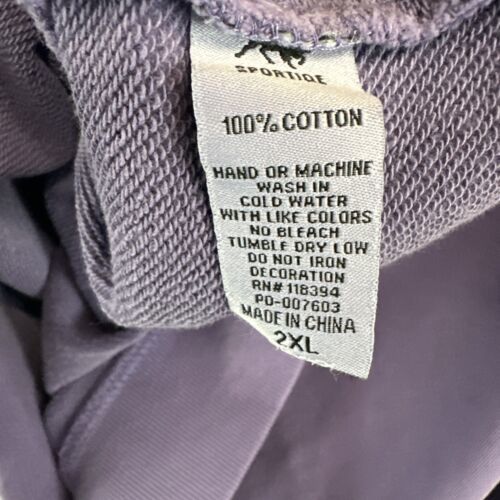 SPORTIQE
100% COTTON
HAND OR MACHINE
WASH IN
COLD WATER
WITH LIKE COLORS
NO BLEACH
TUMBLE DRY LOW
DO NOT IRON
DECORATION
RN# 118394
PO-007603
MADE IN CHINA
2XL